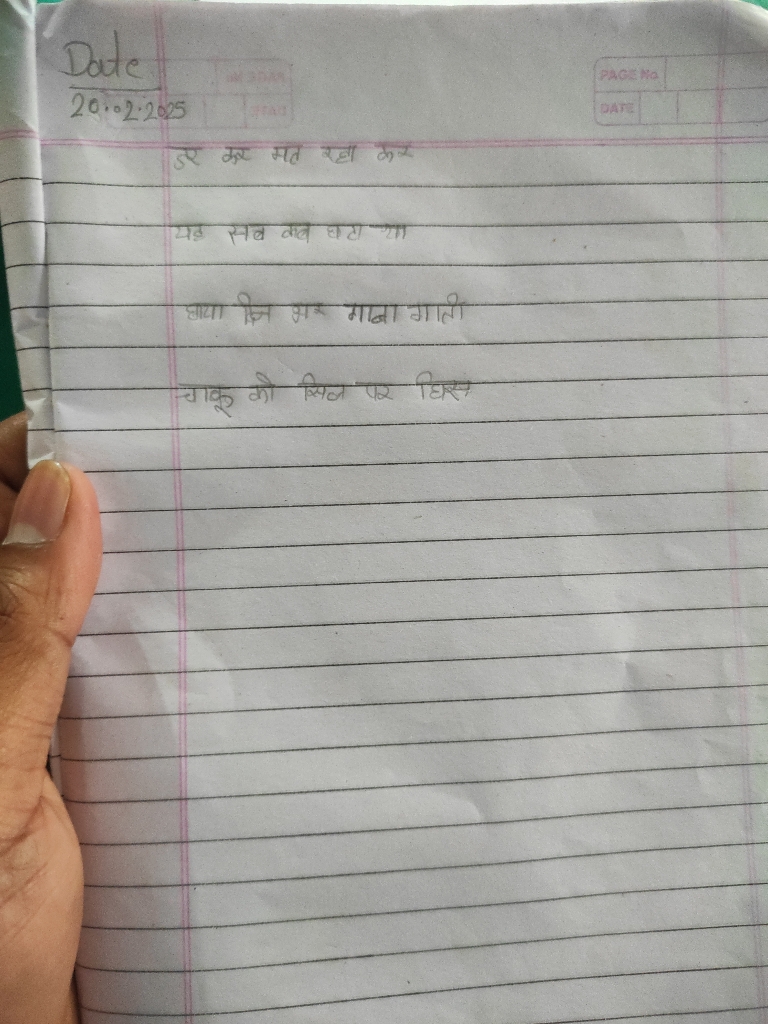 Date
20.02.2025
PAGE No.
DATE
डर कर मत रहा कर
यह सब कब घटा था
छाया दिन भर गाना गाती
चाकू को सिल पर घिस